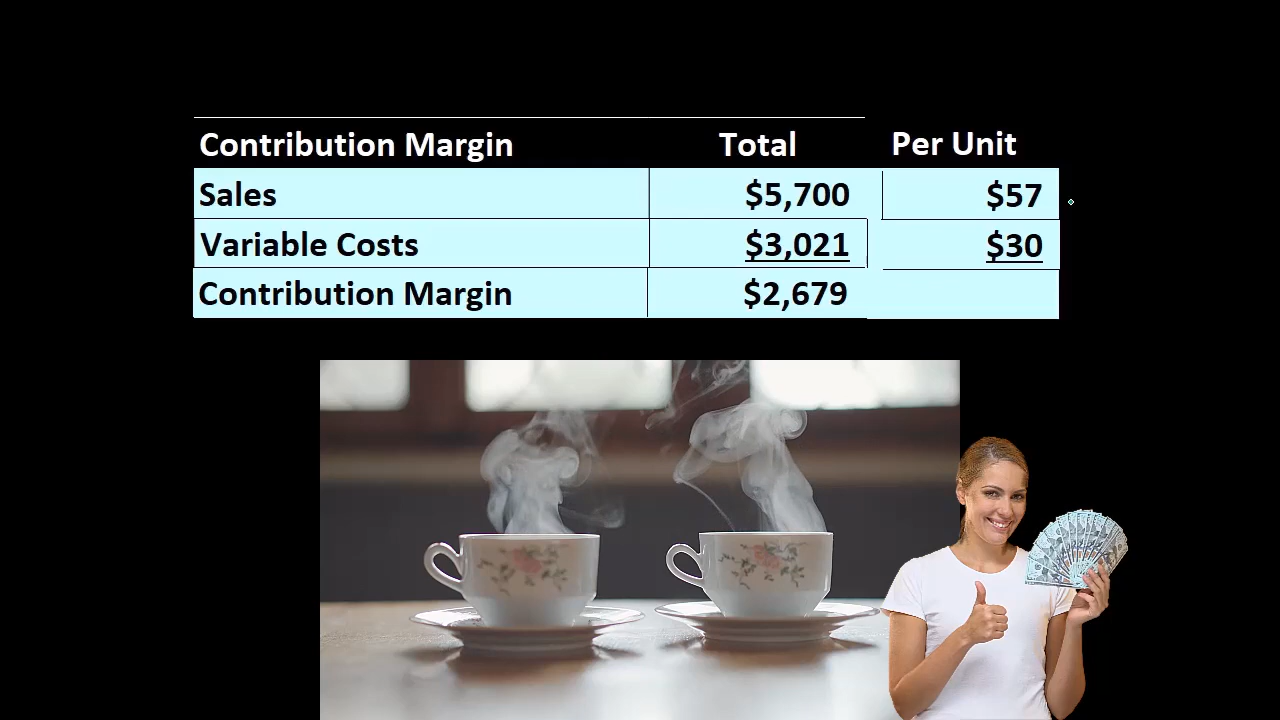 Contribution Margin Total Per Unit
Sales $5,700 $57
Variable Costs $3,021 $30
Contribution Margin $2,679